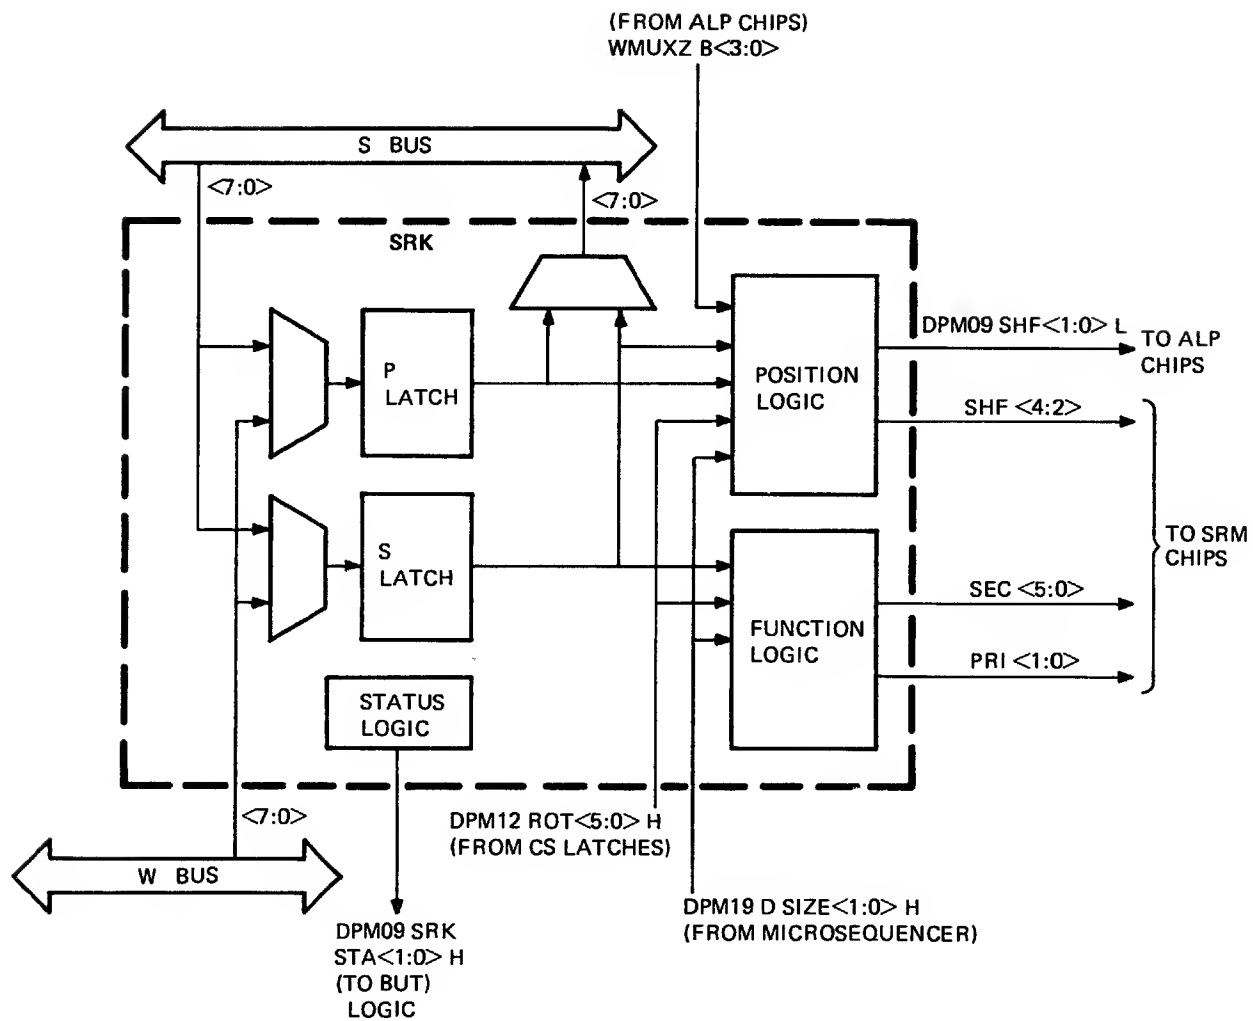 (FROM ALP CHIPS)
WMUXZ B<3:0>
S BUS
<7:0>
<7:0>
SRK
P
LATCH
POSITION
LOGIC
DPM09 SHF<1:0> L
TO ALP
CHIPS
SHF <4:2>
S
LATCH
TO SRM
CHIPS
FUNCTION
LOGIC
SEC <5:0>
PRI <1:0>
STATUS
LOGIC
<7:0>
DPM12 ROT<5:0> H
(FROM CS LATCHES)
W BUS
DPM19 D SIZE<1:0> H
(FROM MICROSEQUENCER)
DPM09 SRK
STA<1:0> H
(TO BUT)
LOGIC